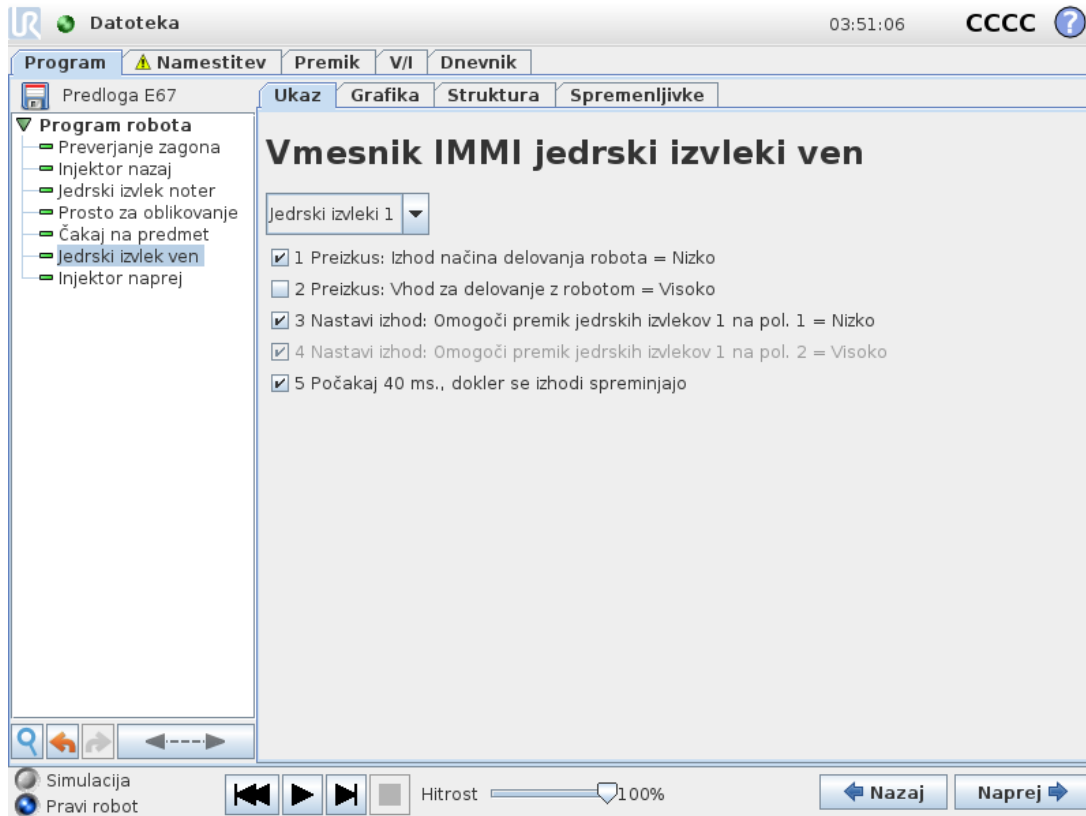 UR Datoteka 03:51:06 CCCC ?
Program Namestitev Premik V/I Dnevnik
Predloga E67 Ukaz Grafika Struktura Spremenljivke
Program robota
Preverjanje zagona
Injektor nazaj
Jedrski izvlek noter
Prosto za oblikovanje
Čakaj na predmet
Jedrski izvlek ven
Injektor naprej
Vmesnik IMMI jedrski izvleki ven
Jedrski izvleki 1
1 Preizkus: Izhod načina delovanja robota = Nizko
2 Preizkus: Vhod za delovanje z robotom = Visoko
3 Nastavi izhod: Omogoči premik jedrskih izvlekov 1 na pol. 1 = Nizko
4 Nastavi izhod: Omogoči premik jedrskih izvlekov 1 na pol. 2 = Visoko
5 Počakaj 40 ms., dokler se izhodi spreminjajo
Simulacija
Pravi robot
Hitrost 100%
Nazaj Naprej